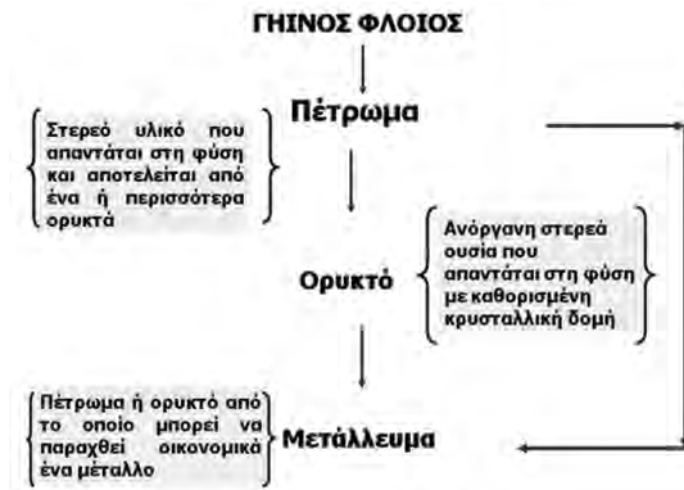 ΓΗΙΝΟΣ ΦΛΟΙΟΣ
Πέτρωμα
Στερεό υλικό που
απαντάται στη φύση
και αποτελείται από
ένα ή περισσότερα
ορυκτά
Ορυκτό
Ανόργανη στερεά
ουσία που
απαντάται στη φύση
με καθορισμένη
κρυσταλλική δομή
Πέτρωμα ή ορυκτό από
το οποίο μπορεί να
παραχθεί οικονομικά
ένα μέταλλο
Μετάλλευμα